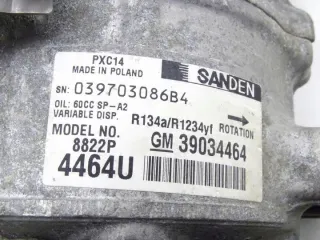 PXC14
MADE IN POLAND
SANDEN
SN: 039703086B4
OIL: 60CC SP-A2
VARIABLE DISP.
R134a/R1234yf
ROTATION
MODEL NO.
8822P
GM 39034464
4464U